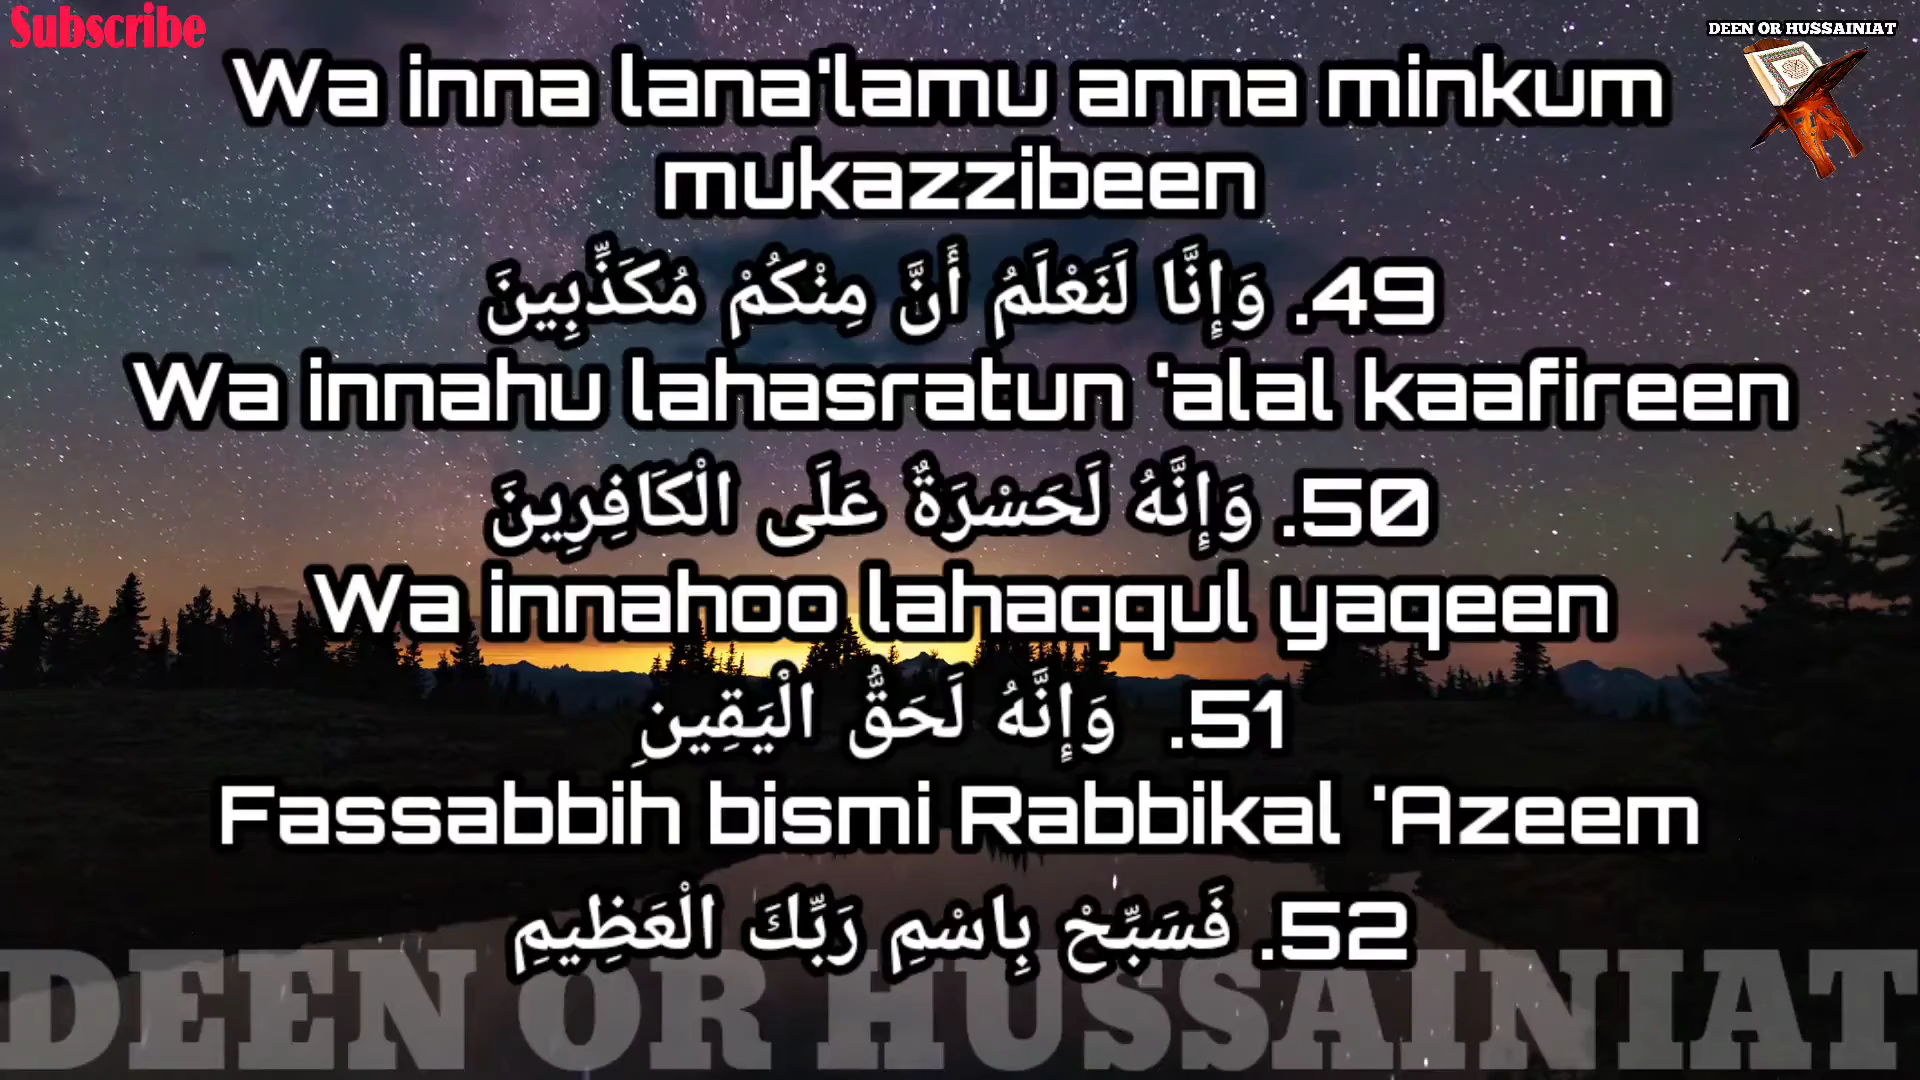 Subscribe
DEEN OR HUSSAINIAT
Wa inna lana'lamu anna minkum
mukazzibeen
49. وَإِنَّا لَنَعْلَمُ أَنَّ مِنْكُمْ مُكَذِّبِينَ
Wa innahu lahasratun 'alal kaafireen
50. وَإِنَّهُ لَحَسْرَةٌ عَلَى الْكَافِرِينَ
Wa innahoo lahaqqul yaqeen
51. وَإِنَّهُ لَحَقُّ الْيَقِينِ
Fassabbih bismi Rabbikal 'Azeem
52. فَسَبِّحْ بِاسْمِ رَبِّكَ الْعَظِيمِ
DEEN OR HUSSAINIAT